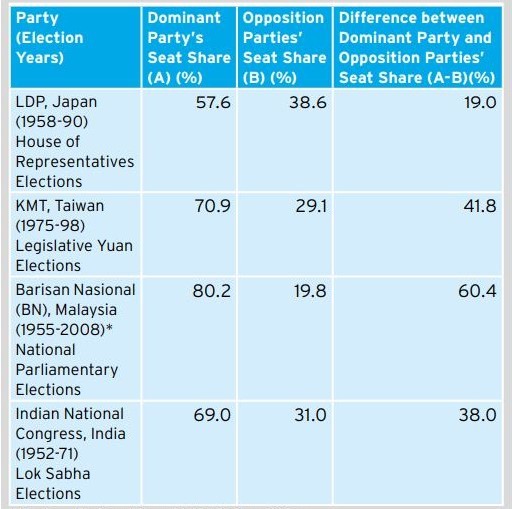 Party
(Election
Years)
Dominant
Party's
Seat Share
(A) (%)
Opposition
Parties'
Seat Share
(B) (%)
Difference between
Dominant Party and
Opposition Parties'
Seat Share (A-B)(%)
LDP, Japan
(1958-90)
House of
Representatives
Elections
57.6
38.6
19.0
KMT, Taiwan
(1975-98)
Legislative Yuan
Elections
70.9
29.1
41.8
Barisan Nasional
(BN), Malaysia
(1955-2008)*
National
Parliamentary
Elections
80.2
19.8
60.4
Indian National
Congress, India
(1952-71)
Lok Sabha
Elections
69.0
31.0
38.0